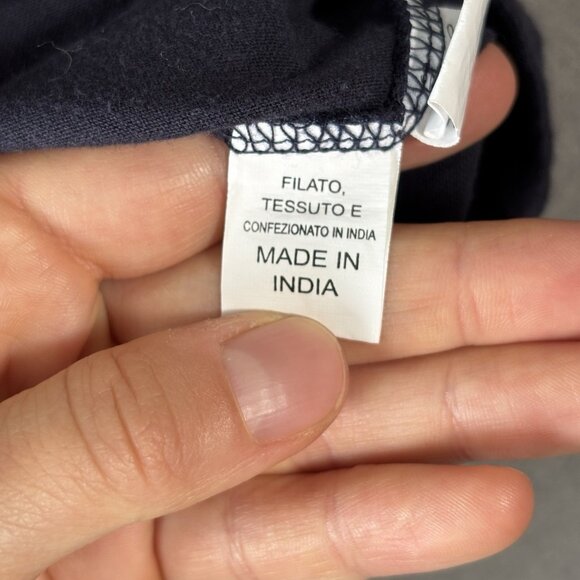 FILATO,
TESSUTO E
CONFEZIONATO IN INDIA
MADE IN
INDIA